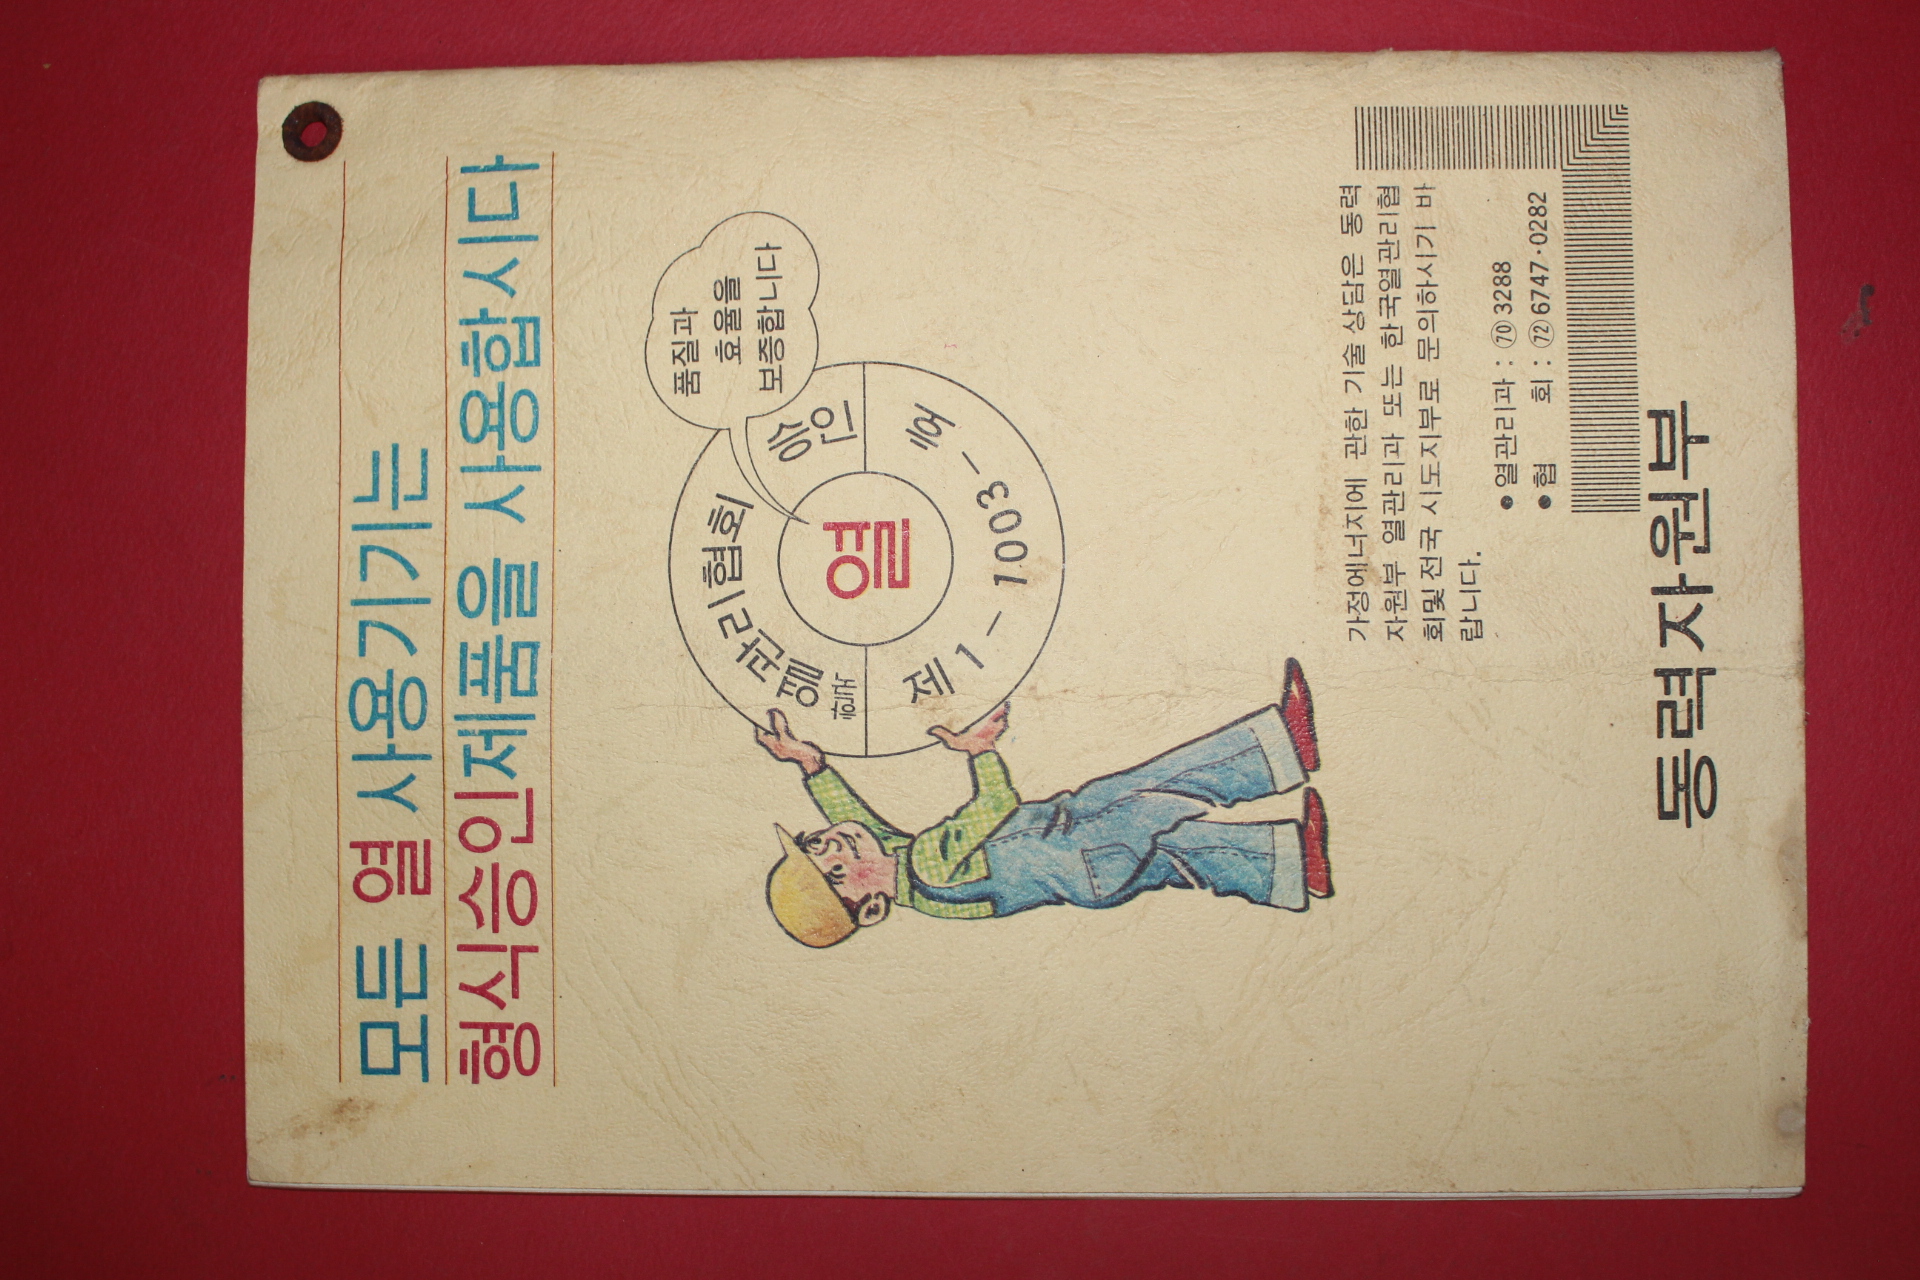 모든 열 사용기기는
형식승인제품을 사용합시다
품질과
효율을
보증합니다
한국열관리협회
승인
열
제 1 - 1003 - 호
가정에너지에 관한 기술 상담은 동력
자원부 열관리과 또는 한국열관리협
회및 전국 시도지부로 문의하시기 바
랍니다.
●열관리과 : ⑺⓪ 3288
●협 회 : ㉒ 6747·0282
동력자원부